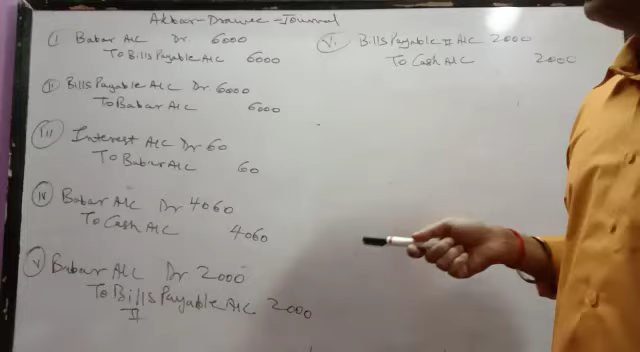 Akbar-Drawee-Journal
i Babar A/c Dr. 6000
To Bills Payable A/c 6000
ii Bills Payable A/c Dr 6000
To Babar A/c 6000
iii Interest A/c Dr 60
To Babar A/c 60
iv Babar A/c Dr 4060
To Cash A/c 4060
v Babar A/c Dr 2000
To Bills Payable A/c 2000
II
vi Bills Payable II A/c 2000
To Cash A/c 2000